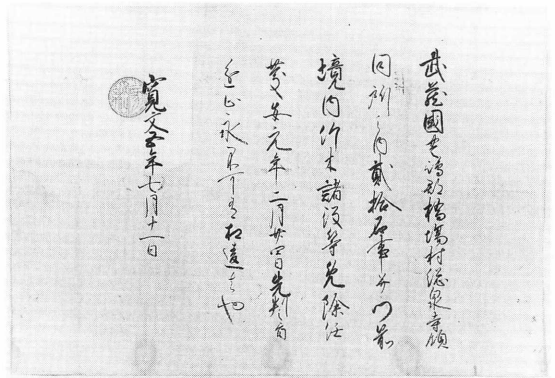 武蔵國豊嶋郡橋場村総泉寺領
同所之内貳拾石事并門前
境内竹木諸役等免除任
慶安元年二月廿四日先判之旨
永不可有相違者也
寛文五年七月十一日